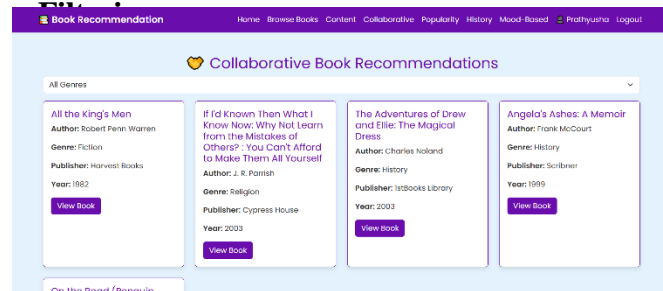 Book Recommendation
Home Browse Books Content Collaborative Popularity History Mood-Based Prathyusha Logout
Collaborative Book Recommendations
All Genres
All the King's Men
Author: Robert Penn Warren
Genre: Fiction
Publisher: Harvest Books
Year: 1982
View Book
If I'd Known Then What I
Know Now: Why Not Learn
from the Mistakes of
Others? : You Can't Afford
to Make Them All Yourself
Author: J. R. Parrish
Genre: Religion
Publisher: Cypress House
Year: 2003
View Book
The Adventures of Drew
and Ellie: The Magical
Dress
Author: Charles Noland
Genre: History
Publisher: 1stBooks Library
Year: 2003
View Book
Angela's Ashes: A Memoir
Author: Frank McCourt
Genre: History
Publisher: Scribner
Year: 1999
View Book
On the Road (Penguin